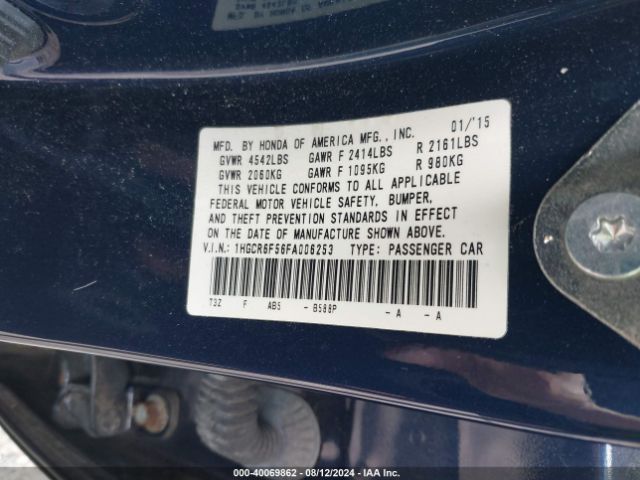 MFD. BY HONDA OF AMERICA MFG., INC. 01/'15
GVWR 4542LBS GAWR F 2414LBS R 2161LBS
GVWR 2060KG GAWR F 1095KG R 980KG
THIS VEHICLE CONFORMS TO ALL APPLICABLE
FEDERAL MOTOR VEHICLE SAFETY, BUMPER,
AND THEFT PREVENTION STANDARDS IN EFFECT
ON THE DATE OF MANUFACTURE SHOWN ABOVE.
V.I.N.: 1HGCR6F56FA006253 TYPE: PASSENGER CAR
T3Z F AB5 - B588P - A - A
000-40069862 - 08/12/2024 - IAA Inc.